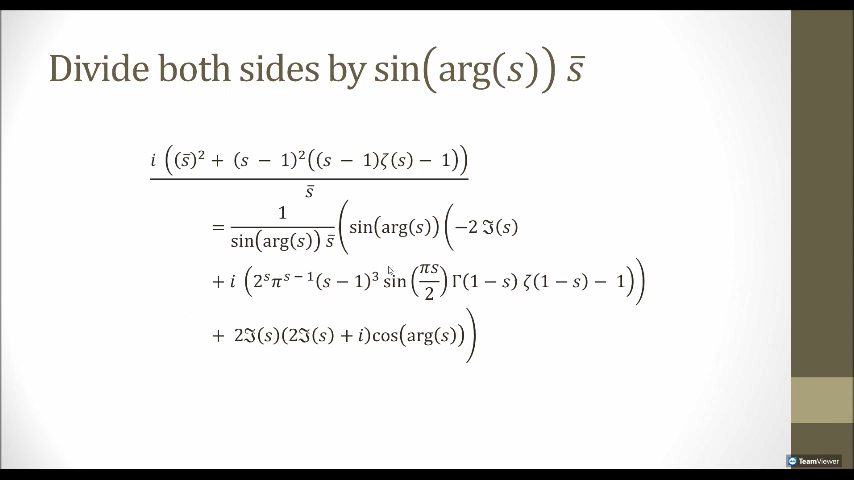 Divide both sides by sin(arg(s)) s̄
i ((s̄)² + (s − 1)²((s − 1)ζ(s) − 1))
s̄
= 1 / (sin(arg(s)) s̄) (sin(arg(s)) (−2 ℑ(s)
+ i (2ˢπˢ⁻¹(s − 1)³ sin(πs/2) Γ(1 − s) ζ(1 − s) − 1))
+ 2ℑ(s)(2ℑ(s) + i)cos(arg(s)))
TeamViewer